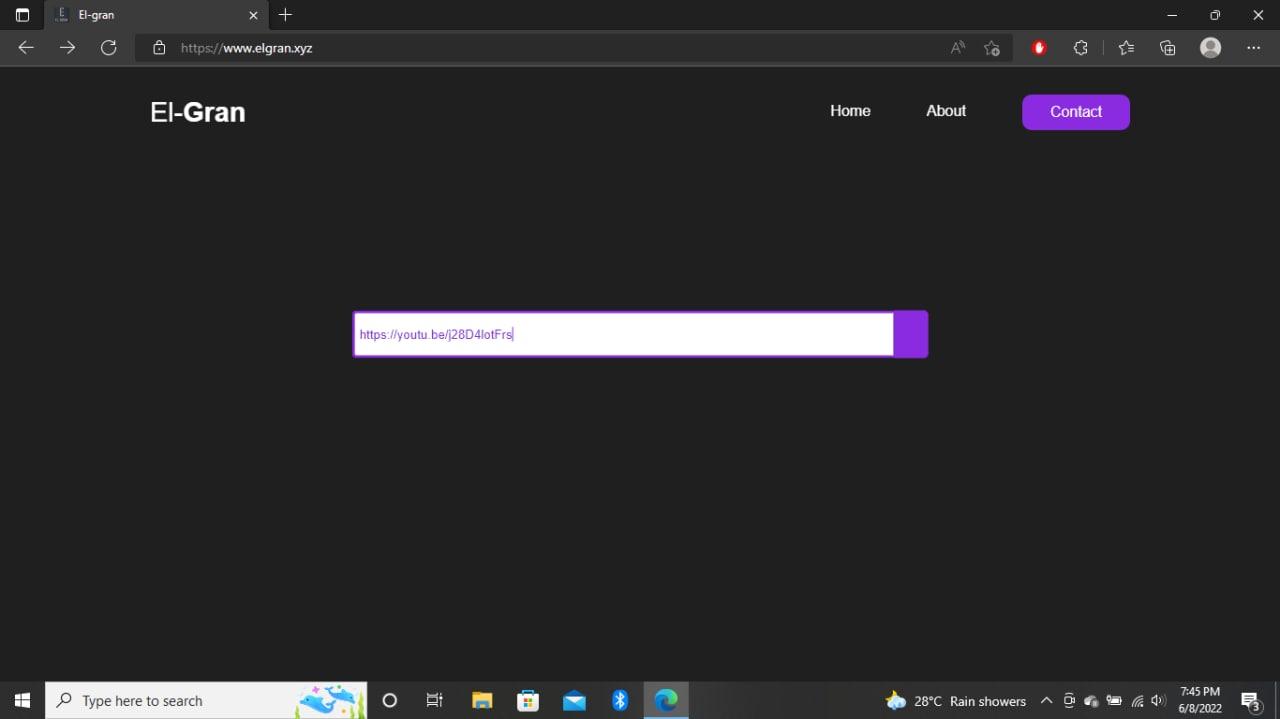 El-gran
https://www.elgran.xyz
El-Gran
Home
About
Contact
https://youtu.be/j28D4lotFrs
Type here to search
28°C Rain showers
7:45 PM
6/8/2022
3